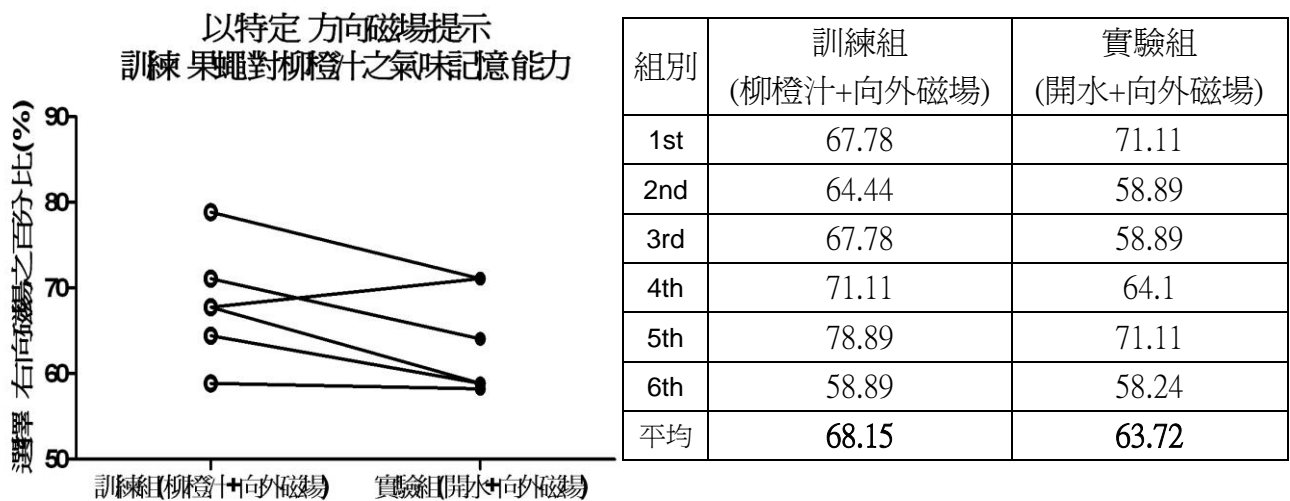 以特定 方向磁場提示
訓練 果蠅對柳橙汁之氣味記憶 能力
選擇 右向磁場之百分比(%)
90
80
70
60
50
訓練組(柳橙汁+向外磁場) 實驗組(開水+向外磁場)
組別 訓練組 (柳橙汁+向外磁場) 實驗組 (開水+向外磁場)
1st 67.78 71.11
2nd 64.44 58.89
3rd 67.78 58.89
4th 71.11 64.1
5th 78.89 71.11
6th 58.89 58.24
平均 68.15 63.72